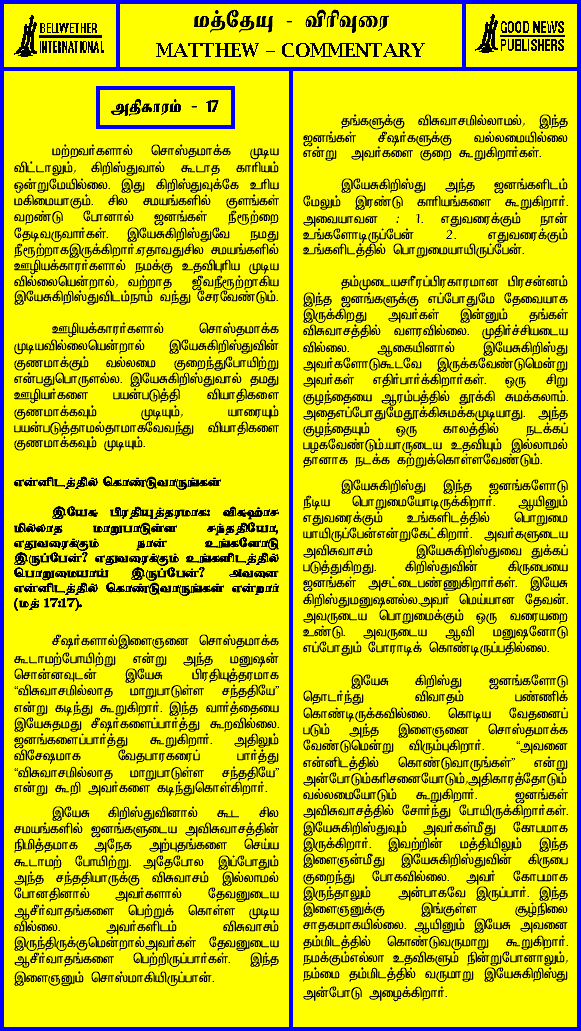 BELLWETHER
INTERNATIONAL
மத்தேயு - விரிவுரை
MATTHEW – COMMENTARY
GOOD NEWS
PUBLISHERS
அதிகாரம் - 17
மற்றவர்களால் சொஸ்தமாக்க முடிய
விட்டாலும், கிறிஸ்துவால் கூடாத காரியம்
ஒன்றுமேயில்லை. இது கிறிஸ்துவுக்கே உரிய
மகிமையாகும். சில சமயங்களில் குளங்கள்
வறண்டு போனால் ஜனங்கள் நீரூற்றை
தேடிவருவார்கள். இயேசுகிறிஸ்துவே நமது
நீரூற்றாகஇருக்கிறார்.ஏதாவதுசில சமயங்களில்
ஊழியக்காரர்களால் நமக்கு உதவிபுரிய முடிய
வில்லையென்றால், வற்றாத ஜீவநீரூற்றாகிய
இயேசுகிறிஸ்துவிடம்நாம் வந்து சேரவேண்டும்.
ஊழியக்காரர்களால் சொஸ்தமாக்க
முடியவில்லையென்றால் இயேசுகிறிஸ்துவின்
குணமாக்கும் வல்லமை குறைந்துபோயிற்று
என்பதுபொருளல்ல. இயேசுகிறிஸ்துவால் தமது
ஊழியர்களை பயன்படுத்தி வியாதிகளை
குணமாக்கவும் முடியும், யாரையும்
பயன்படுத்தாமல்தாமாகவேவந்து வியாதிகளை
குணமாக்கவும் முடியும்.
என்னிடத்தில் கொண்டுவாருங்கள்
இயேசு பிரதியுத்தரமாக: விசுவாச
மில்லாத மாறுபாடுள்ள சந்ததியே,
எதுவரைக்கும் நான் உங்களோடு
இருப்பேன்? எதுவரைக்கும் உங்களிடத்தில்
பொறுமையாய் இருப்பேன்? அவனை
என்னிடத்தில் கொண்டுவாருங்கள் என்றார்
(மத் 17:17).
சீஷர்களால்இளைஞனை சொஸ்தமாக்க
கூடாமற்போயிற்று என்று அந்த மனுஷன்
சொன்னவுடன் இயேசு பிரதியுத்தரமாக
“விசுவாசமில்லாத மாறுபாடுள்ள சந்ததியே”
என்று கடிந்து கூறுகிறார். இந்த வார்த்தையை
இயேசுதமது சீஷர்களைப்பார்த்து கூறவில்லை.
ஜனங்களைப்பார்த்து கூறுகிறார். அதிலும்
விசேஷமாக வேதபாரகரைப் பார்த்து
“விசுவாசமில்லாத மாறுபாடுள்ள சந்ததியே”
என்று கூறி அவர்களை கடிந்துகொள்கிறார்.
இயேசு கிறிஸ்துவினால் கூட சில
சமயங்களில் ஜனங்களுடைய அவிசுவாசத்தின்
நிமித்தமாக அநேக அற்புதங்களை செய்ய
கூடாமற் போயிற்று. அதேபோல இப்போதும்
அந்த சந்ததியாருக்கு விசுவாசம் இல்லாமல்
போனதினால் அவர்களால் தேவனுடைய
ஆசீர்வாதங்களை பெற்றுக் கொள்ள முடிய
வில்லை. அவர்களிடம் விசுவாசம்
இருந்திருக்குமென்றால்அவர்கள் தேவனுடைய
ஆசீர்வாதங்களை பெற்றிருப்பார்கள். இந்த
இளைஞனும் சொஸ்மாகியிருப்பான்.
தங்களுக்கு விசுவாசமில்லாமல், இந்த
ஜனங்கள் சீஷர்களுக்கு வல்லமையில்லை
என்று அவர்களை குறை கூறுகிறார்கள்.
இயேசுகிறிஸ்து அந்த ஜனங்களிடம்
மேலும் இரண்டு காரியங்களை கூறுகிறார்.
அவையாவன : 1. எதுவரைக்கும் நான்
உங்களோடிருப்பேன் 2. எதுவரைக்கும்
உங்களிடத்தில் பொறுமையாயிருப்பேன்.
தம்முடையசரீரப்பிரகாரமான பிரசன்னம்
இந்த ஜனங்களுக்கு எப்போதுமே தேவையாக
இருக்கிறது அவர்கள் இன்னும் தங்கள்
விசுவாசத்தில் வளரவில்லை. முதிர்ச்சியடைய
வில்லை. ஆகையினால் இயேசுகிறிஸ்து
அவர்களோடுகூடவே இருக்கவேண்டுமென்று
அவர்கள் எதிர்பார்க்கிறார்கள். ஒரு சிறு
குழந்தையை ஆரம்பத்தில் தூக்கி சுமக்கலாம்.
அதைஎப்போதுமேதூக்கிசுமக்கமுடியாது. அந்த
குழந்தையும் ஒரு காலத்தில் நடக்கப்
பழகவேண்டும்.யாருடைய உதவியும் இல்லாமல்
தானாக நடக்க கற்றுக்கொள்ளவேண்டும்.
இயேசுகிறிஸ்து இந்த ஜனங்களோடு
நீடிய பொறுமையோடிருக்கிறார். ஆயினும்
எதுவரைக்கும் உங்களிடத்தில் பொறுமை
யாயிருப்பேன்என்றுகேட்கிறார். அவர்களுடைய
அவிசுவாசம் இயேசுகிறிஸ்துவை துக்கப்
படுத்துகிறது. கிறிஸ்துவின் கிருபையை
ஜனங்கள் அசட்டைபண்ணுகிறார்கள். இயேசு
கிறிஸ்துமனுஷனல்ல.அவர் மெய்யான தேவன்.
அவருடைய பொறுமைக்கும் ஒரு வரையறை
உண்டு. அவருடைய ஆவி மனுஷனோடு
எப்போதும் போராடிக் கொண்டிருப்பதில்லை.
இயேசு கிறிஸ்து ஜனங்களோடு
தொடர்ந்து விவாதம் பண்ணிக்
கொண்டிருக்கவில்லை. கொடிய வேதனைப்
படும் அந்த இளைஞனை சொஸ்தமாக்க
வேண்டுமென்று விரும்புகிறார். “அவனை
என்னிடத்தில் கொண்டுவாருங்கள்” என்று
அன்போடும்கரிசனையோடும்,அதிகாரத்தோடும்
வல்லமையோடும் கூறுகிறார். ஜனங்கள்
அவிசுவாசத்தில் சோர்ந்து போயிருக்கிறார்கள்.
இயேசுகிறிஸ்துவும் அவர்கள்மீது கோபமாக
இருக்கிறார். இவற்றின் மத்தியிலும் இந்த
இளைஞன்மீது இயேசுகிறிஸ்துவின் கிருபை
குறைந்து போகவில்லை. அவர் கோபமாக
இருந்தாலும் அன்பாகவே இருப்பார். இந்த
இளைஞனுக்கு இங்குள்ள சூழ்நிலை
சாதகமாகயில்லை. ஆயினும் இயேசு அவனை
தம்மிடத்தில் கொண்டுவருமாறு கூறுகிறார்.
நமக்குஎல்லா உதவிகளும் நின்றுபோனாலும்,
நம்மை தம்மிடத்தில் வருமாறு இயேசுகிறிஸ்து
அன்போடு அழைக்கிறார்.